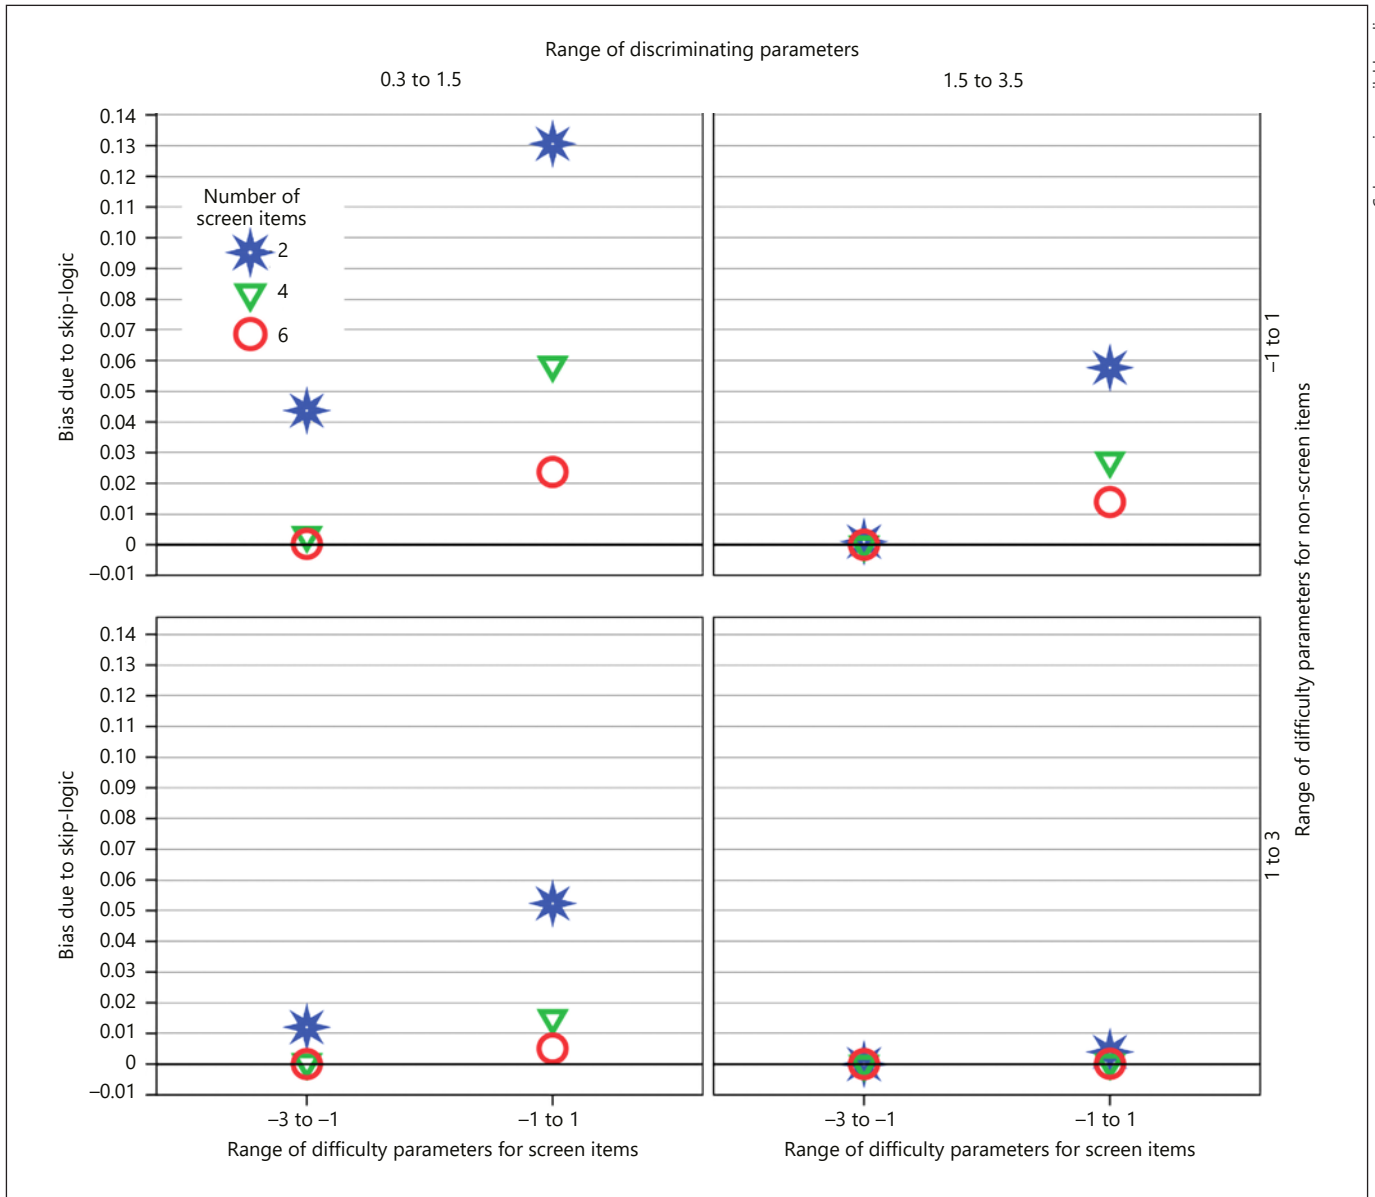 Range of discriminating parameters
0.3 to 1.5
1.5 to 3.5
0.14
0.13
0.12
0.11
0.10
0.09
0.08
0.07
0.06
0.05
0.04
0.03
0.02
0.01
0
–0.01
Bias due to skip-logic
Number of
screen items
2
4
6
–1 to 1
Range of difficulty parameters for non-screen items
0.14
0.13
0.12
0.11
0.10
0.09
0.08
0.07
0.06
0.05
0.04
0.03
0.02
0.01
0
–0.01
Bias due to skip-logic
1 to 3
–3 to –1
–1 to 1
–3 to –1
–1 to 1
Range of difficulty parameters for screen items
Range of difficulty parameters for screen items